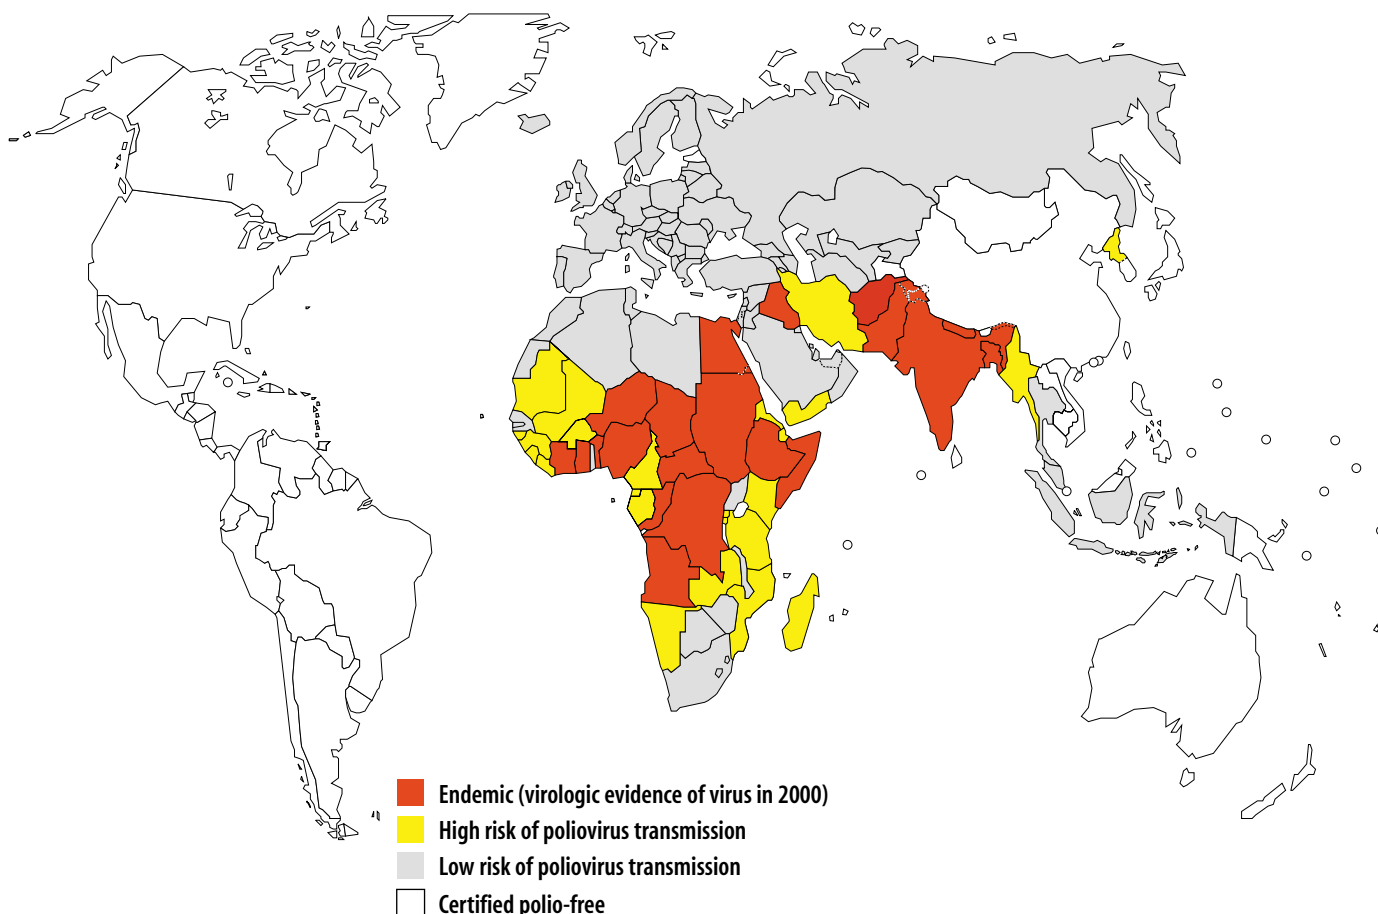 Endemic (virologic evidence of virus in 2000)
High risk of poliovirus transmission
Low risk of poliovirus transmission
Certified polio-free